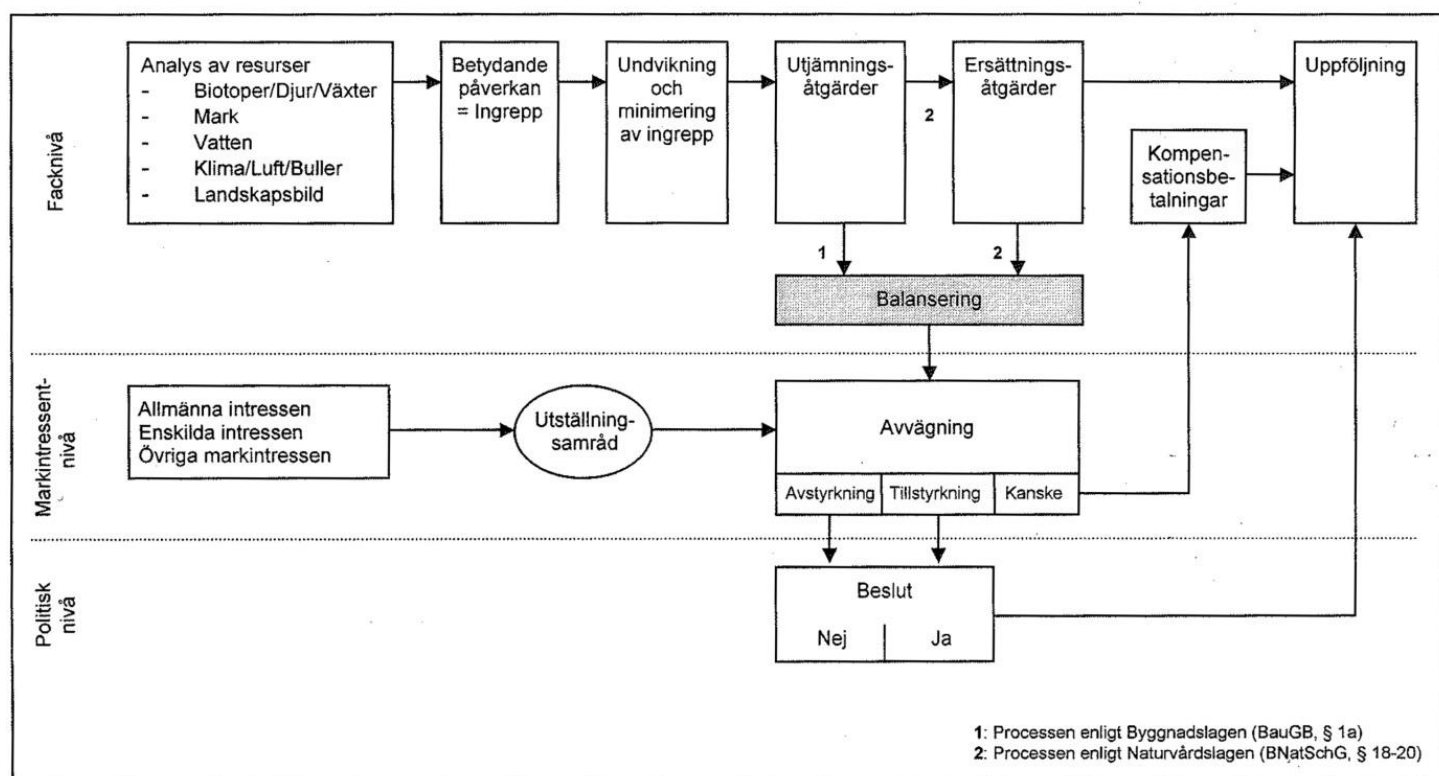 Facknivå
Analys av resurser
- Biotoper/Djur/Växter
- Mark
- Vatten
- Klima/Luft/Buller
- Landskapsbild
Betydande
påverkan
= Ingrepp
Undvikning
och
minimering
av ingrepp
Utjämnings-
åtgärder
2
Ersättnings-
åtgärder
Kompen-
sationsbe-
talningar
Uppföljning
1
2
Balansering
Markintressent-
nivå
Allmänna intressen
Enskilda intressen
Övriga markintressen
Utställning-
samråd
Avvägning
Avstyrkning
Tillstyrkning
Kanske
Politisk
nivå
Beslut
Nej
Ja
1: Processen enligt Byggnadslagen (BauGB, § 1a)
2: Processen enligt Naturvårdslagen (BNatSchG, § 18-20)